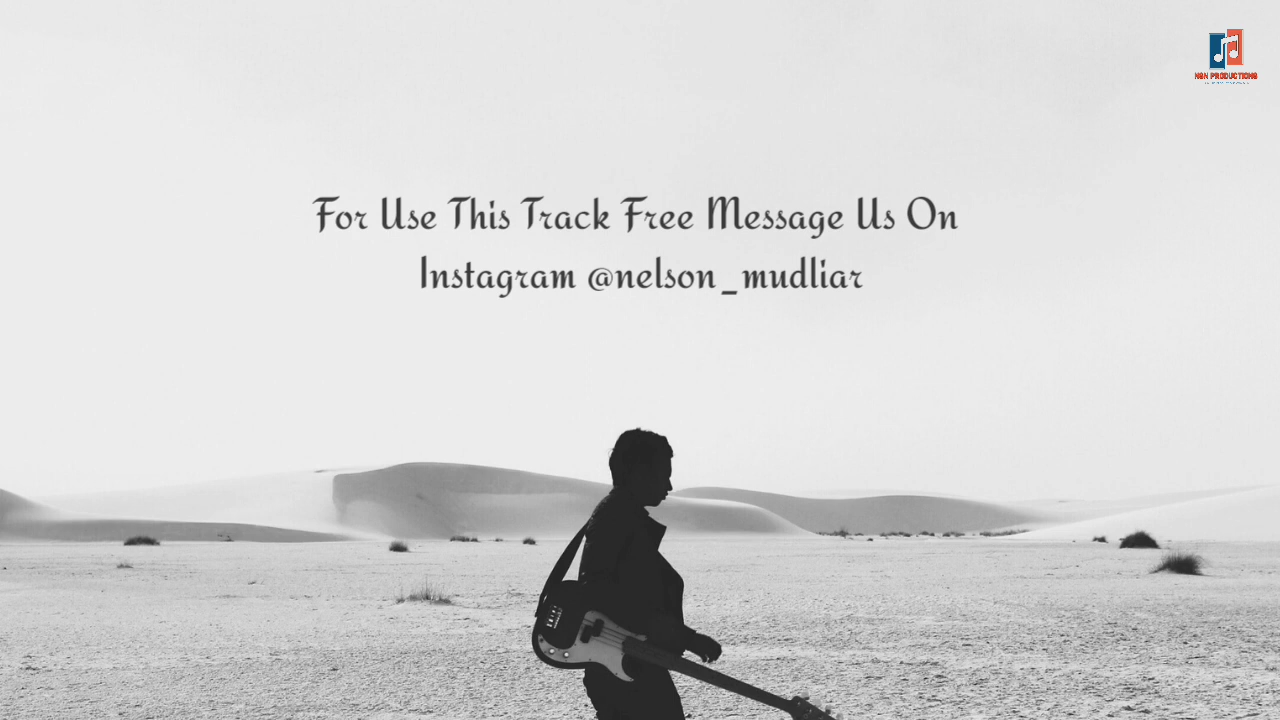 NGN PRODUCTIONS
For Use This Track Free Message Us On
Instagram @nelson_mudliar